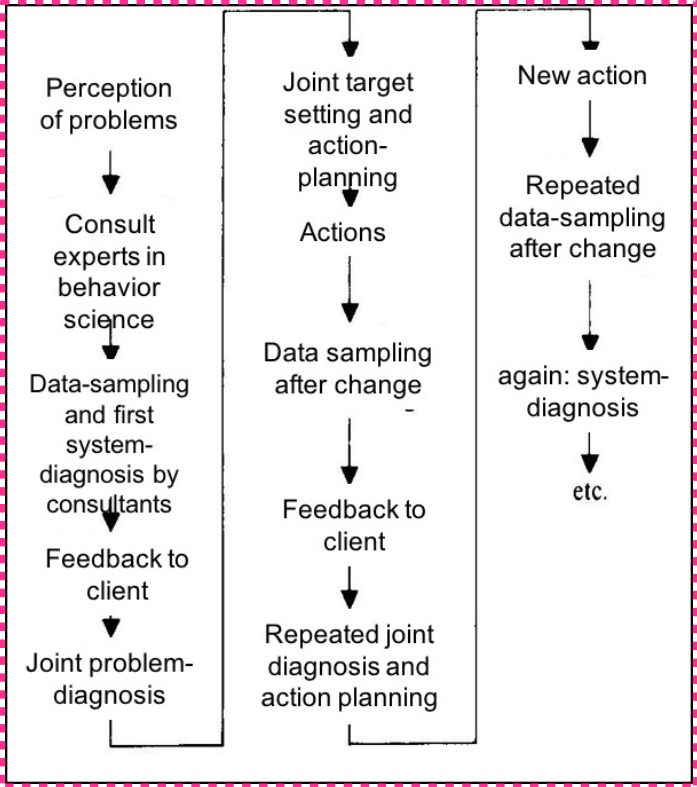 Perception
of problems
Consult
experts in
behavior
science
Data-sampling
and first
system-
diagnosis by
consultants
Feedback to
client
Joint problem-
diagnosis
Joint target
setting and
action-
planning
Actions
Data sampling
after change
Feedback to
client
Repeated joint
diagnosis and
action planning
New action
Repeated
data-sampling
after change
again: system-
diagnosis
etc.